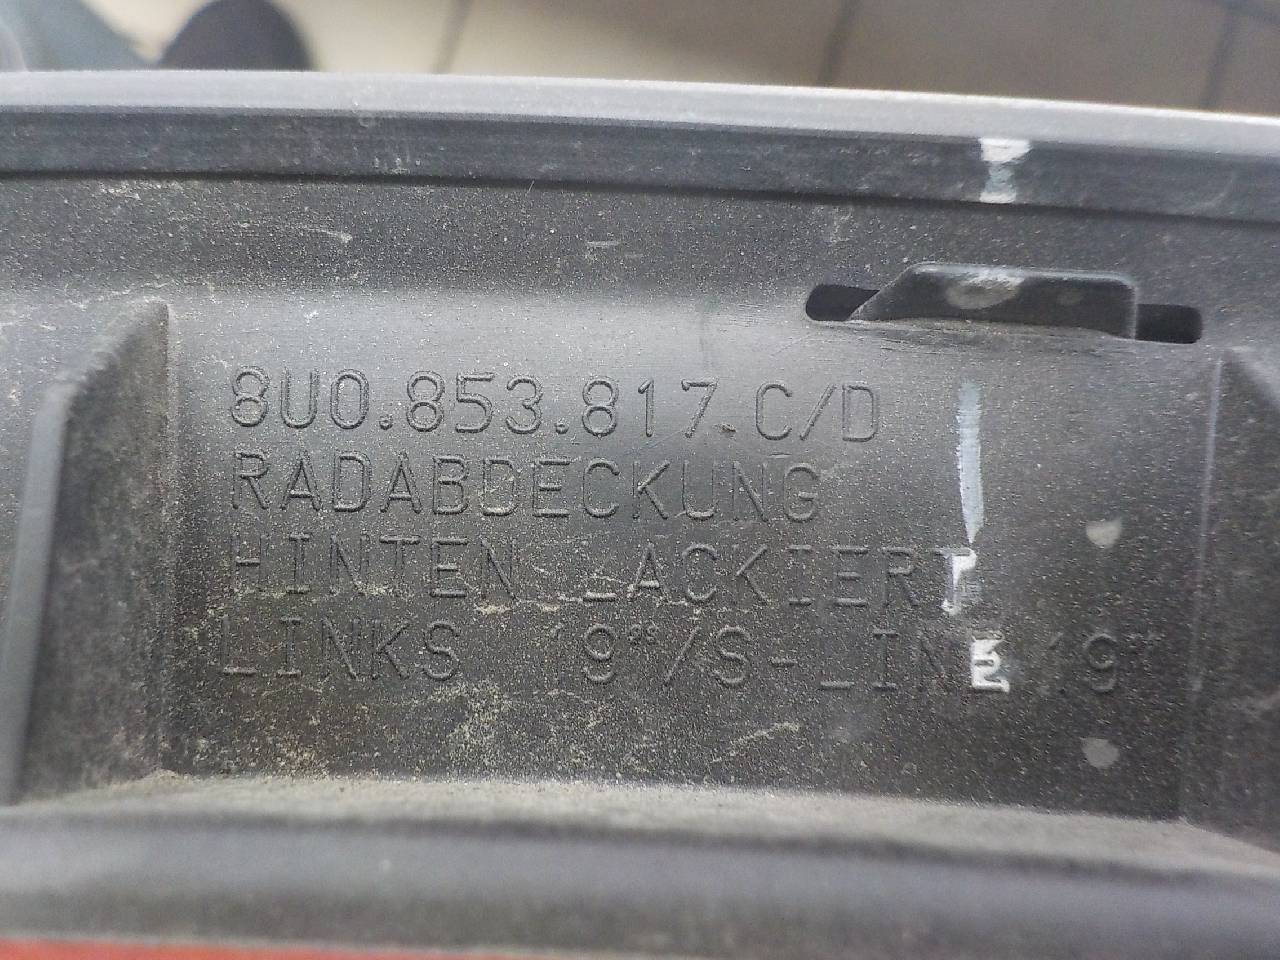 8U0.853.817.C/D
RADABDECKUNG
HINTEN LACKIERT
LINKS 19"/S-LINE 19"